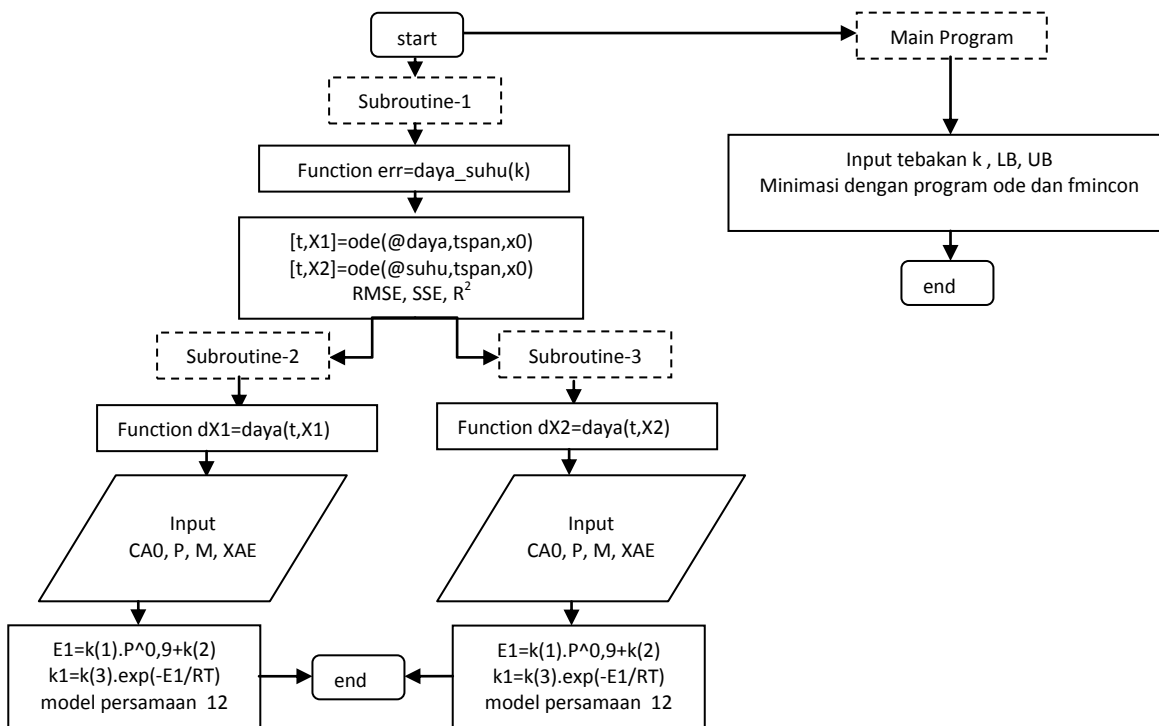 start
Main Program
Subroutine-1
Function err=daya_suhu(k)
Input tebakan k , LB, UB
Minimasi dengan program ode dan fmincon
[t,X1]=ode(@daya,tspan,x0)
[t,X2]=ode(@suhu,tspan,x0)
RMSE, SSE, R²
end
Subroutine-2
Subroutine-3
Function dX1=daya(t,X1)
Function dX2=daya(t,X2)
Input
CA0, P, M, XAE
Input
CA0, P, M, XAE
E1=k(1).P^0,9+k(2)
k1=k(3).exp(-E1/RT)
model persamaan 12
end
E1=k(1).P^0,9+k(2)
k1=k(3).exp(-E1/RT)
model persamaan 12